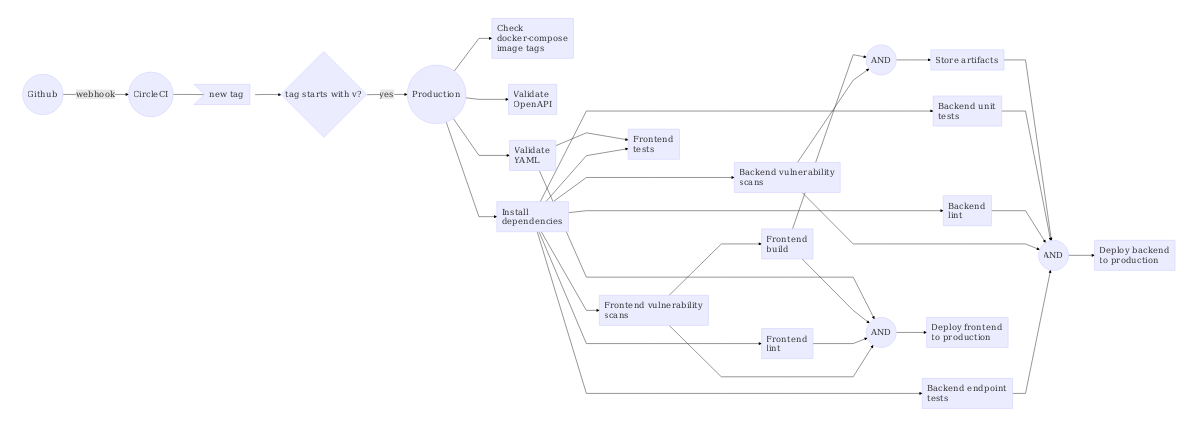 Github
webhook
CircleCI
new tag
tag starts with v?
yes
Production
Check
docker-compose
image tags
Validate
OpenAPI
Validate
YAML
Install
dependencies
Frontend
tests
Backend vulnerability
scans
Frontend
build
Frontend vulnerability
scans
Frontend
lint
AND
Store artifacts
Backend unit
tests
Backend
lint
AND
Deploy backend
to production
AND
Deploy frontend
to production
Backend endpoint
tests